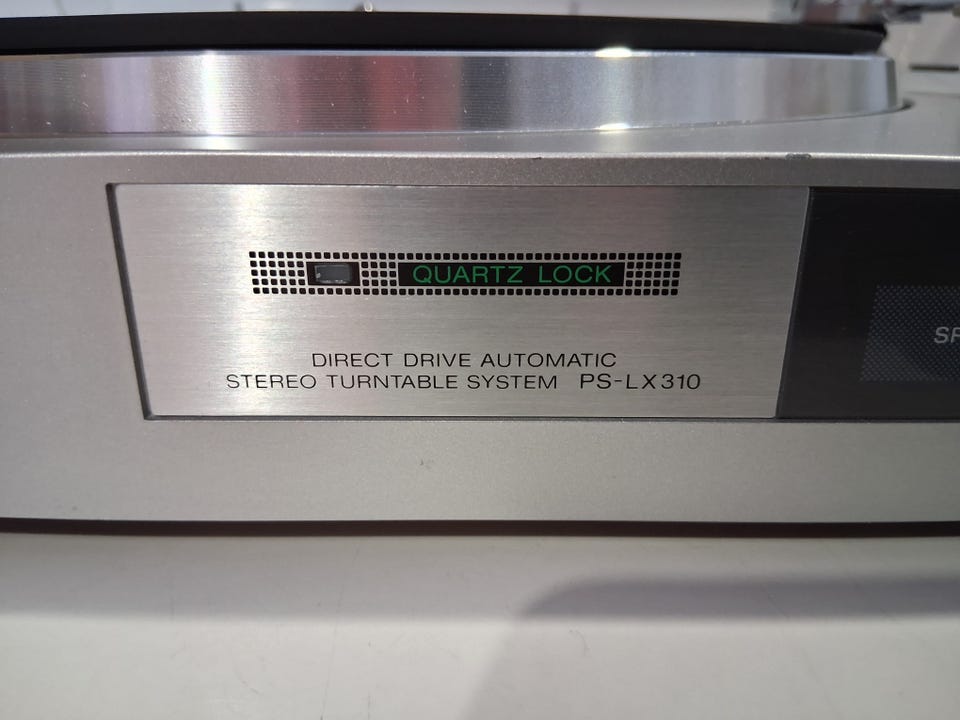 QUARTZ LOCK
DIRECT DRIVE AUTOMATIC
STEREO TURNTABLE SYSTEM PS-LX310